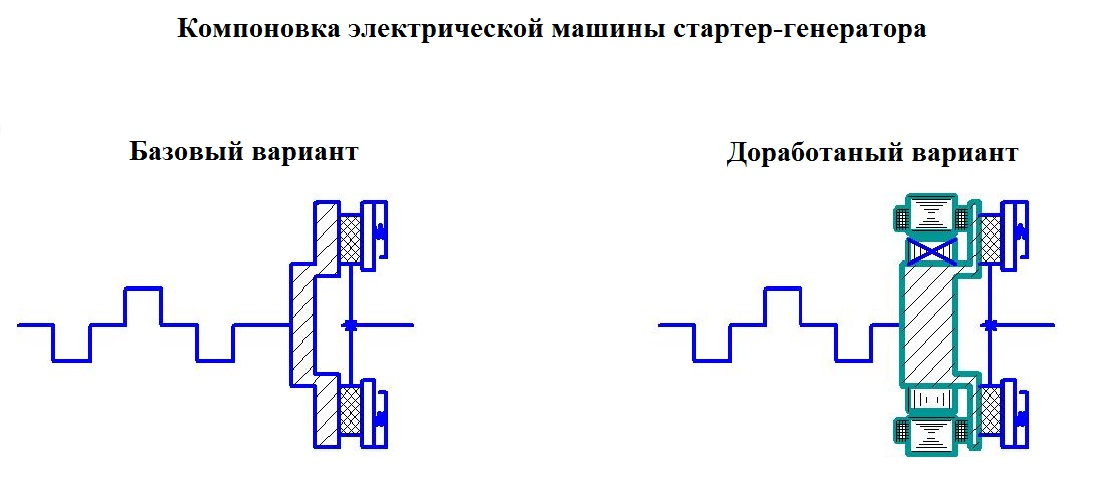 Компоновка электрической машины стартер-генератора
Базовый вариант
Доработаный вариант